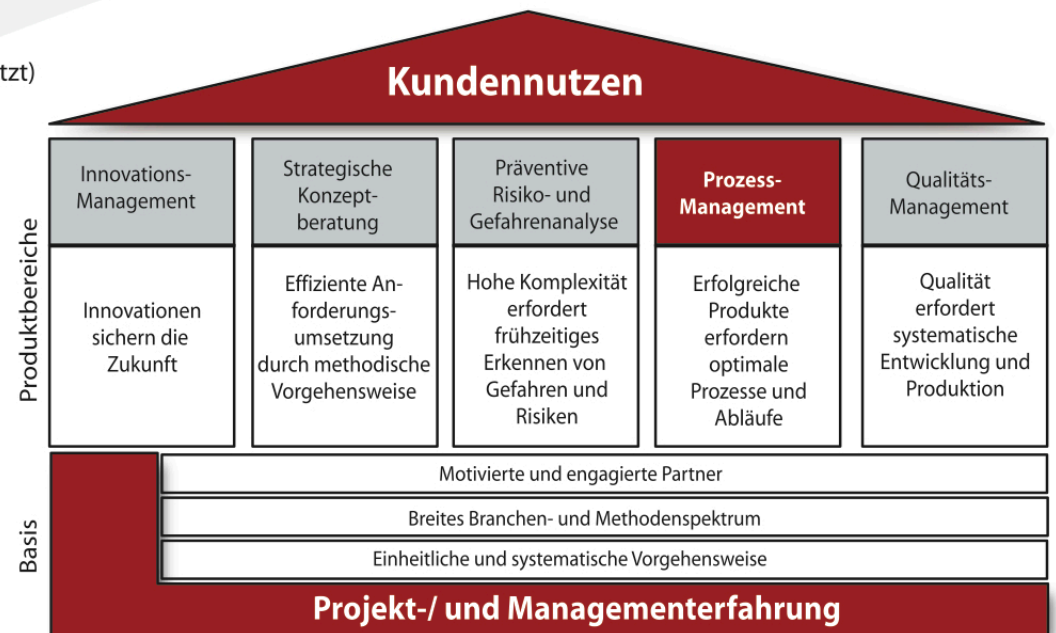 tzt)
Kundennutzen
Produktbereiche
Innovations-
Management
Innovationen
sichern die
Zukunft
Strategische
Konzept-
beratung
Effiziente An-
forderungs-
umsetzung
durch methodische
Vorgehensweise
Präventive
Risiko- und
Gefahrenanalyse
Hohe Komplexität
erfordert
frühzeitiges
Erkennen von
Gefahren und
Risiken
Prozess-
Management
Erfolgreiche
Produkte
erfordern
optimale
Prozesse und
Abläufe
Qualitäts-
Management
Qualität
erfordert
systematische
Entwicklung und
Produktion
Basis
Motivierte und engagierte Partner
Breites Branchen- und Methodenspektrum
Einheitliche und systematische Vorgehensweise
Projekt-/ und Managementerfahrung